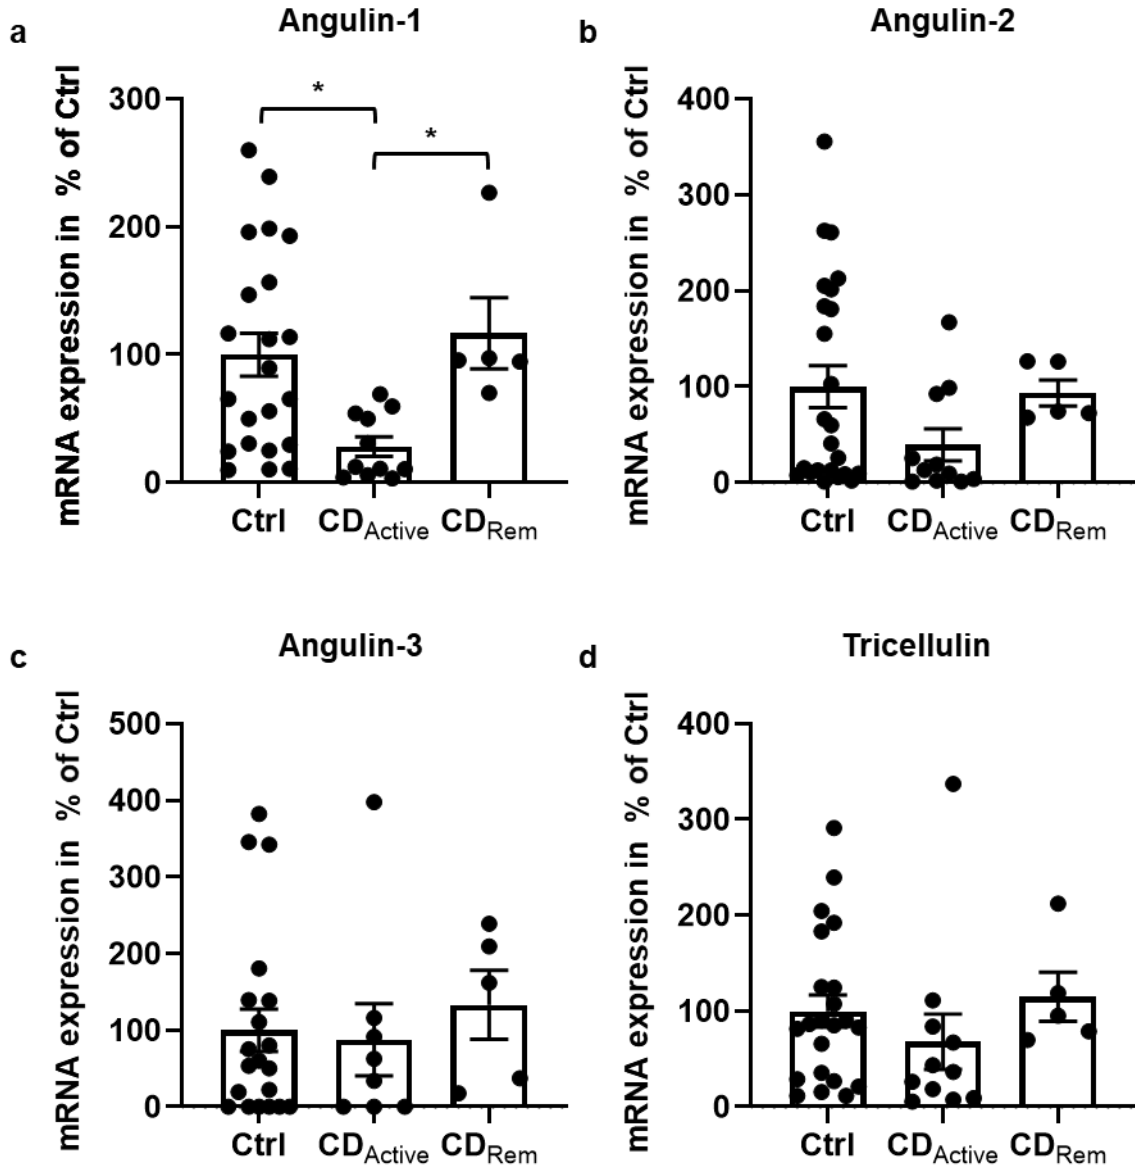 a
Angulin-1
mRNA expression in % of Ctrl
300
200
100
0
*
*
Ctrl
CDActive
CDRem
b
Angulin-2
mRNA expression in % of Ctrl
400
300
200
100
0
Ctrl
CDActive
CDRem
c
Angulin-3
mRNA expression in % of Ctrl
500
400
300
200
100
0
Ctrl
CDActive
CDRem
d
Tricellulin
mRNA expression in % of Ctrl
400
300
200
100
0
Ctrl
CDActive
CDRem